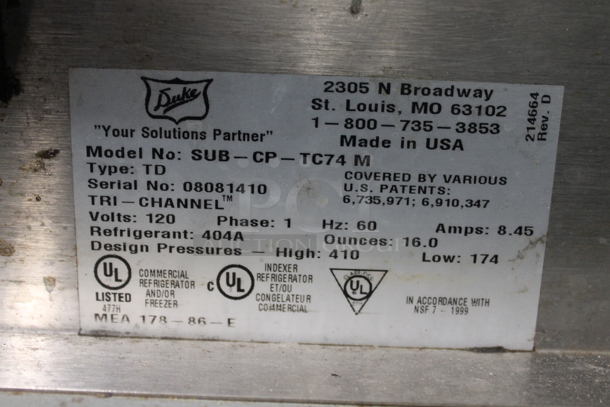 Duke
"Your Solutions Partner"
2305 N Broadway
St. Louis, MO 63102
1-800-735-3853
Made in USA
214664
Rev. D
Model No: SUB-CP-TC74 M
Type: TD
Serial No: 08081410
TRI-CHANNEL™
COVERED BY VARIOUS
U.S. PATENTS:
6,735,971; 6,910,347
Volts: 120 Phase: 1 Hz: 60 Amps: 8.45
Refrigerant: 404A Ounces: 16.0
Design Pressures - High: 410 Low: 174
UL
LISTED
477H
COMMERCIAL
REFRIGERATOR
AND/OR
FREEZER
C UL
INDEXER
REFRIGERATOR
ET/OU
CONGELATEUR
COMMERCIAL
UL
IN ACCORDANCE WITH
NSF 7 - 1999
MEA 178-86-E